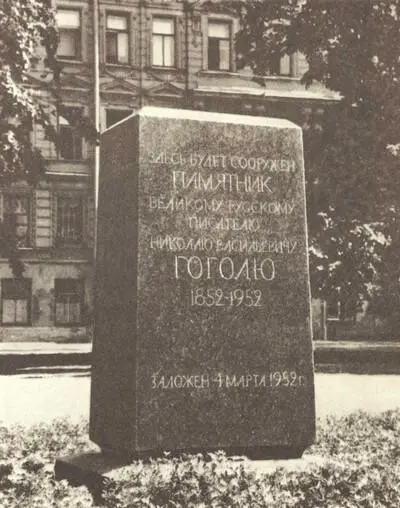 ЗДЕСЬ БУДЕТ СООРУЖЕН
ПАМЯТНИК
ВЕЛИКОМУ РУССКОМУ
ПИСАТЕЛЮ
НИКОЛАЮ ВАСИЛЬЕВИЧУ
ГОГОЛЮ
1852-1952
ЗАЛОЖЕН 4 МАРТА 1952 г.